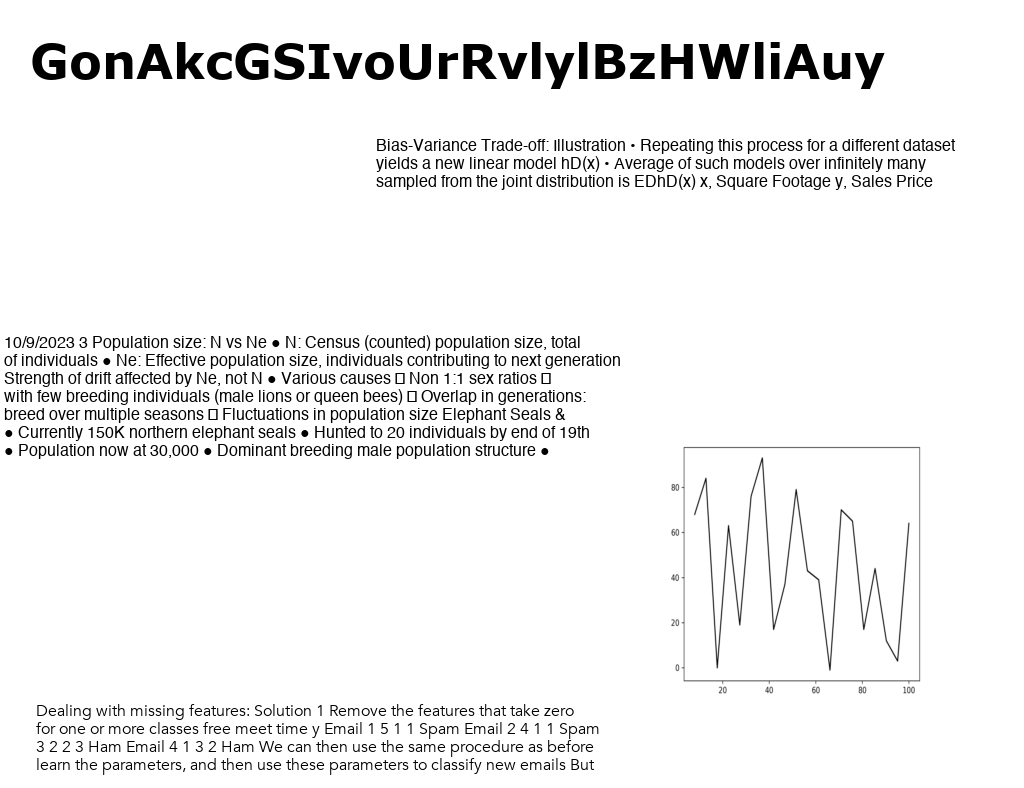 GonAkcGSIvoUrRvlylBzHWliAuy
Bias-Variance Trade-off: Illustration • Repeating this process for a different dataset
yields a new linear model hD(x) • Average of such models over infinitely many
sampled from the joint distribution is EDhD(x) x, Square Footage y, Sales Price
10/9/2023 3 Population size: N vs Ne ● N: Census (counted) population size, total
of individuals ● Ne: Effective population size, individuals contributing to next generation
Strength of drift affected by Ne, not N ● Various causes □ Non 1:1 sex ratios □
with few breeding individuals (male lions or queen bees) □ Overlap in generations:
breed over multiple seasons □ Fluctuations in population size Elephant Seals &
● Currently 150K northern elephant seals ● Hunted to 20 individuals by end of 19th
● Population now at 30,000 ● Dominant breeding male population structure ●
80
60
40
20
0
20 40 60 80 100
Dealing with missing features: Solution 1 Remove the features that take zero
for one or more classes free meet time y Email 1 5 1 1 Spam Email 2 4 1 1 Spam
3 2 2 3 Ham Email 4 1 3 2 Ham We can then use the same procedure as before
learn the parameters, and then use these parameters to classify new emails But